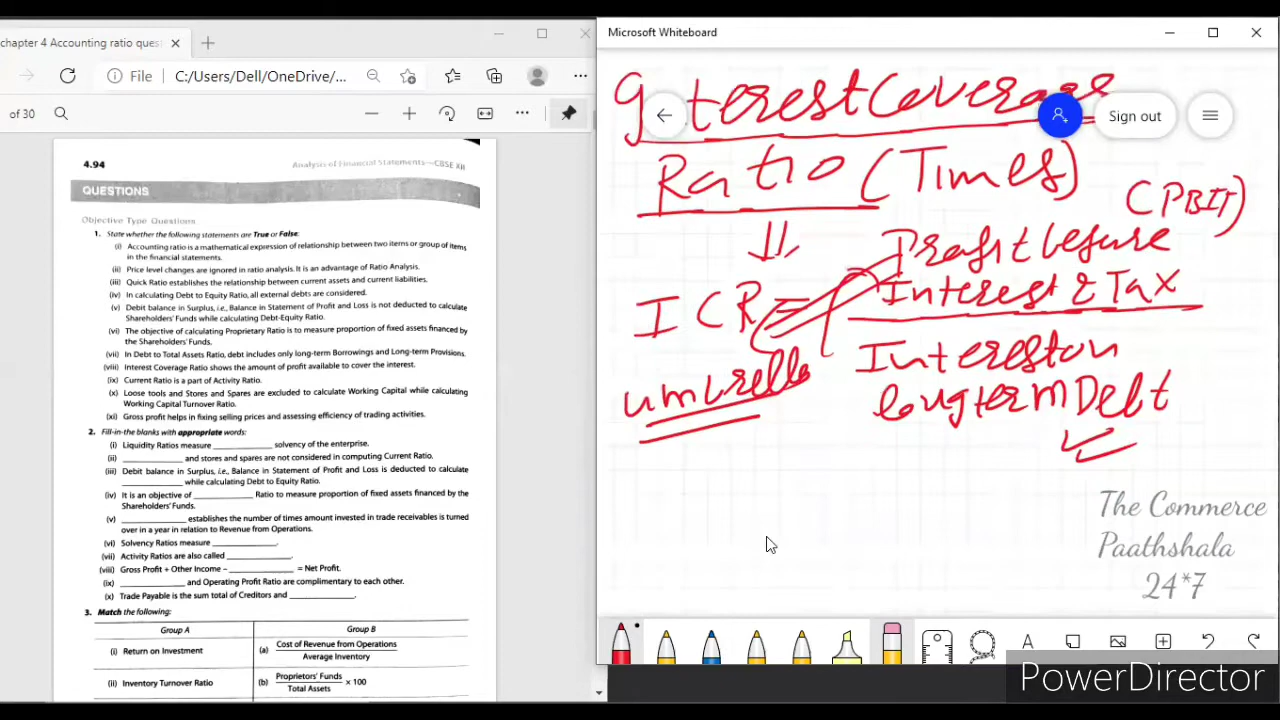 chapter 4 Accounting ratio ques
File
C:/Users/Dell/OneDrive/...
of 30
4.94
Analysis of Financial Statements—CBSE XII
QUESTIONS
Objective Type Questions
1. State whether the following statements are True or False:
(i) Accounting ratio is a mathematical expression of relationship between two items or group of items
in the financial statements.
(ii) Price level changes are ignored in ratio analysis. It is an advantage of Ratio Analysis.
(iii) Quick Ratio establishes the relationship between current assets and current liabilities.
(iv) In calculating Debt to Equity Ratio, all external debts are considered.
(v) Debit balance in Surplus, i.e., Balance in Statement of Profit and Loss is not deducted to calculate
Shareholders' Funds while calculating Debt-Equity Ratio.
(vi) The objective of calculating Proprietary Ratio is to measure proportion of fixed assets financed by
the Shareholders' Funds.
(vii) In Debt to Total Assets Ratio, debt includes only long-term Borrowings and Long-term Provisions.
(viii) Interest Coverage Ratio shows the amount of profit available to cover the interest.
(ix) Current Ratio is a part of Activity Ratio.
(x) Loose tools and Stores and Spares are excluded to calculate Working Capital while calculating
Working Capital Turnover Ratio.
(xi) Gross profit helps in fixing selling prices and assessing efficiency of trading activities.
2. Fill-in-the blanks with appropriate words:
(i) Liquidity Ratios measure ____________ solvency of the enterprise.
(ii) ____________ and stores and spares are not considered in computing Current Ratio.
(iii) Debit balance in Surplus, i.e., Balance in Statement of Profit and Loss is deducted to calculate
____________ while calculating Debt to Equity Ratio.
(iv) It is an objective of ____________ Ratio to measure proportion of fixed assets financed by the
Shareholders' Funds.
(v) ____________ establishes the number of times amount invested in trade receivables is turned
over in a year in relation to Revenue from Operations.
(vi) Solvency Ratios measure ____________.
(vii) Activity Ratios are also called ____________.
(viii) Gross Profit + Other Income – ____________ = Net Profit.
(ix) ____________ and Operating Profit Ratio are complimentary to each other.
(x) Trade Payable is the sum total of Creditors and ____________.
3. Match the following:
Group A Group B
(i) Return on Investment (a) Cost of Revenue from Operations
Average Inventory
(ii) Inventory Turnover Ratio (b) Proprietors' Funds × 100
Total Assets
Microsoft Whiteboard
Sign out
Interest Coverage
Ratio (Times)
(PBIT)
Profit before
ICR = Interest & Tax
Interest on
long term Debt
umbrella
The Commerce
Paathshala
24*7
PowerDirector